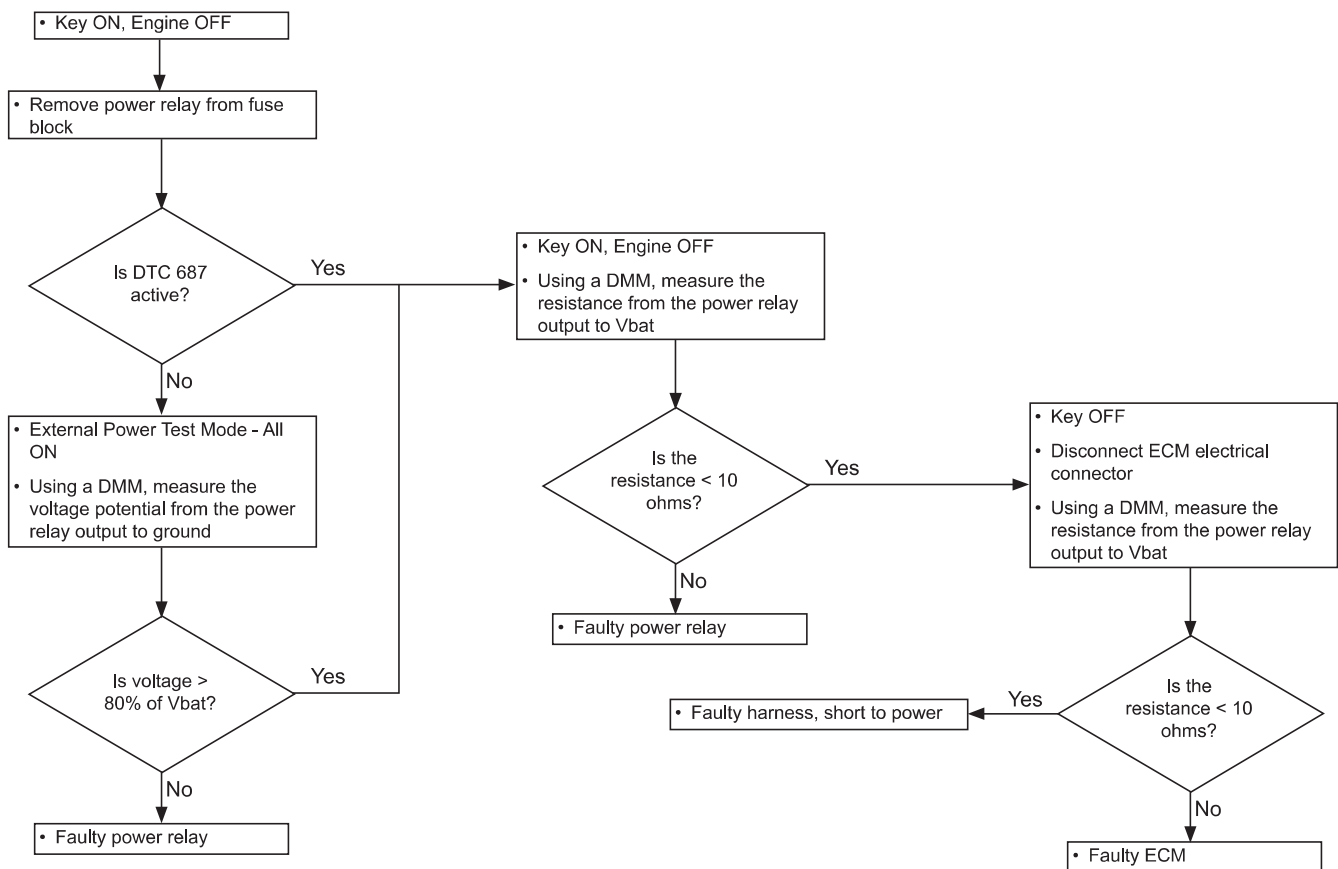 • Key ON, Engine OFF
• Remove power relay from fuse
block
Is DTC 687
active?
Yes
No
• External Power Test Mode - All
ON
• Using a DMM, measure the
voltage potential from the power
relay output to ground
Is voltage >
80% of Vbat?
Yes
No
• Faulty power relay
• Key ON, Engine OFF
• Using a DMM, measure the
resistance from the power relay
output to Vbat
Is the
resistance < 10
ohms?
Yes
No
• Faulty power relay
• Key OFF
• Disconnect ECM electrical
connector
• Using a DMM, measure the
resistance from the power relay
output to Vbat
Is the
resistance < 10
ohms?
Yes
• Faulty harness, short to power
No
• Faulty ECM